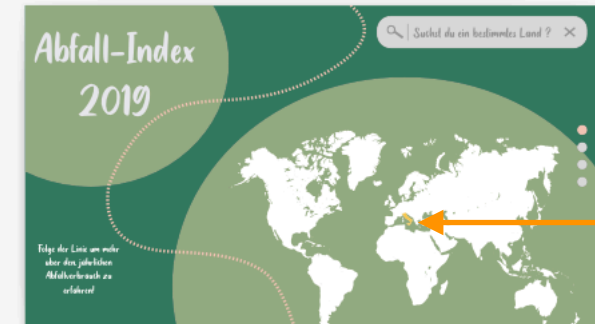 Abfall-Index
2019
Suchst du ein bestimmtes Land ?
Folge der Linie um mehr
über den jährlichen
Abfallverbrauch zu
erfahren!